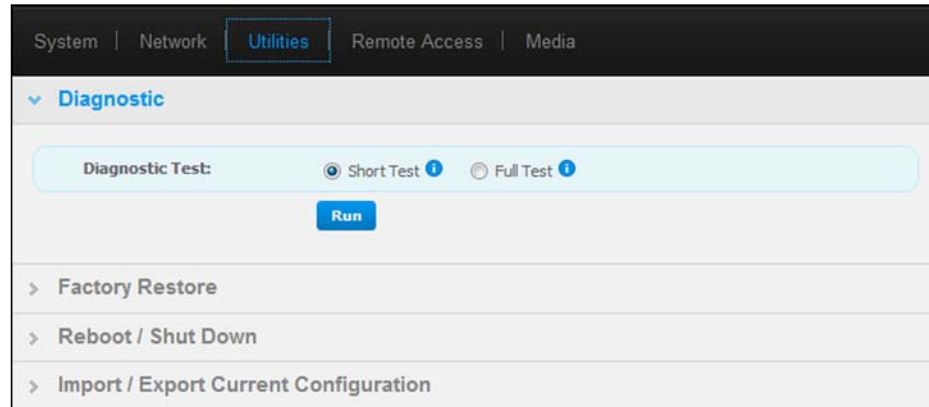 System | Network | Utilities | Remote Access | Media
Diagnostic
Diagnostic Test: Short Test i Full Test i
Run
Factory Restore
Reboot / Shut Down
Import / Export Current Configuration